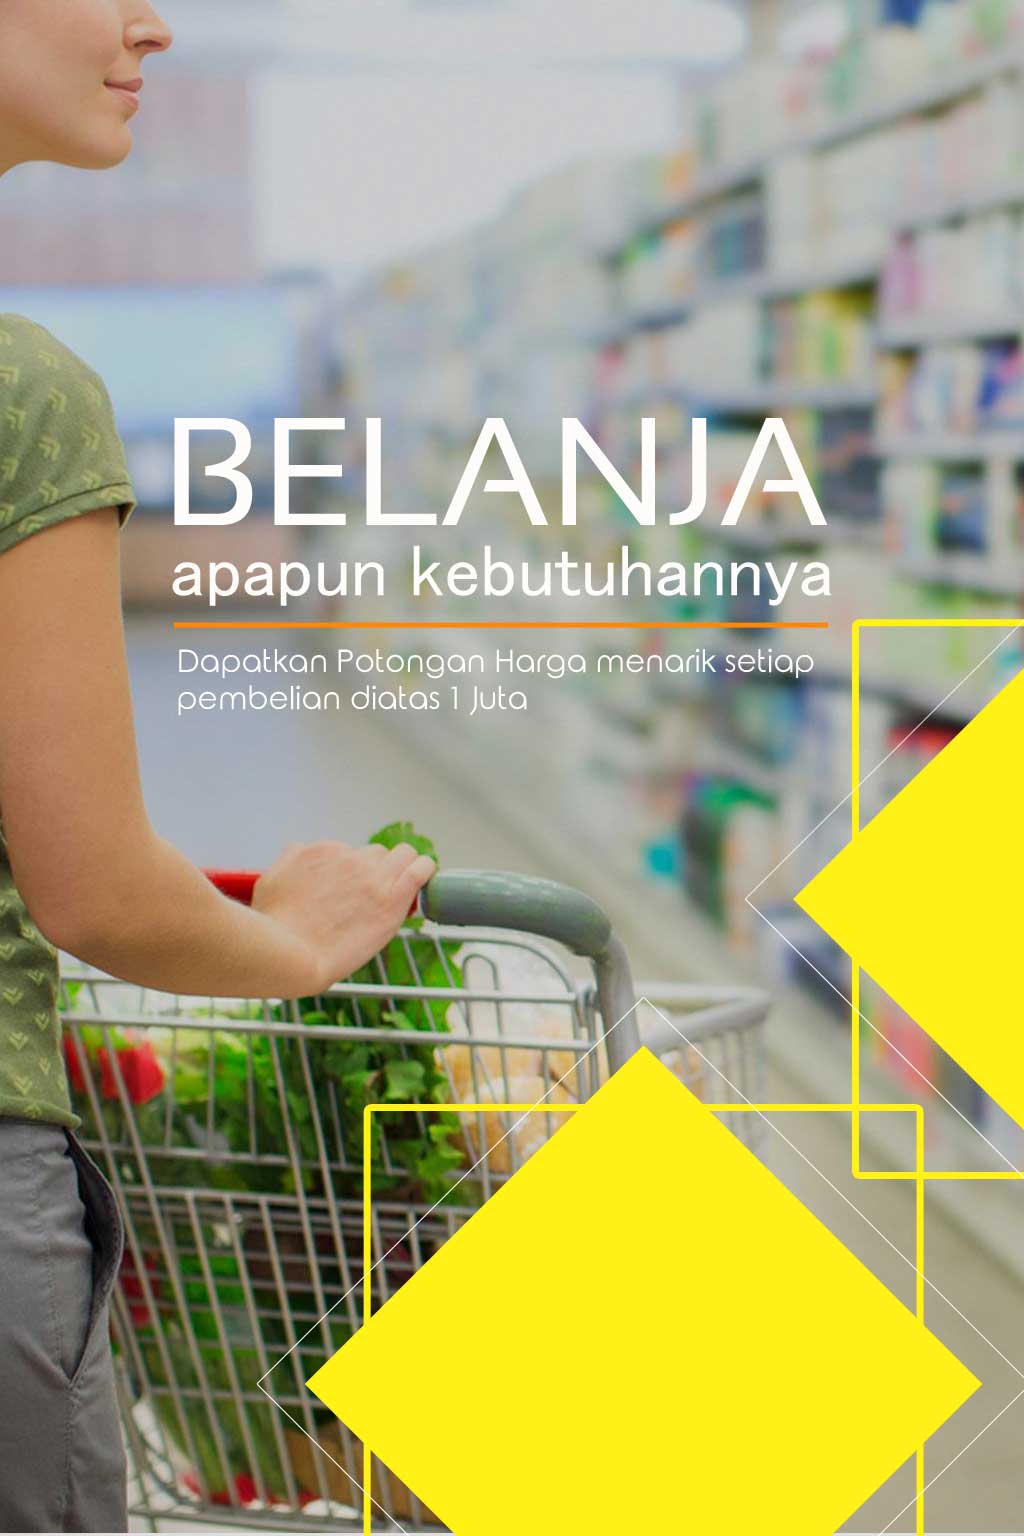 BELANJA
apapun kebutuhannya
Dapatkan Potongan Harga menarik setiap
pembelian diatas 1 Juta